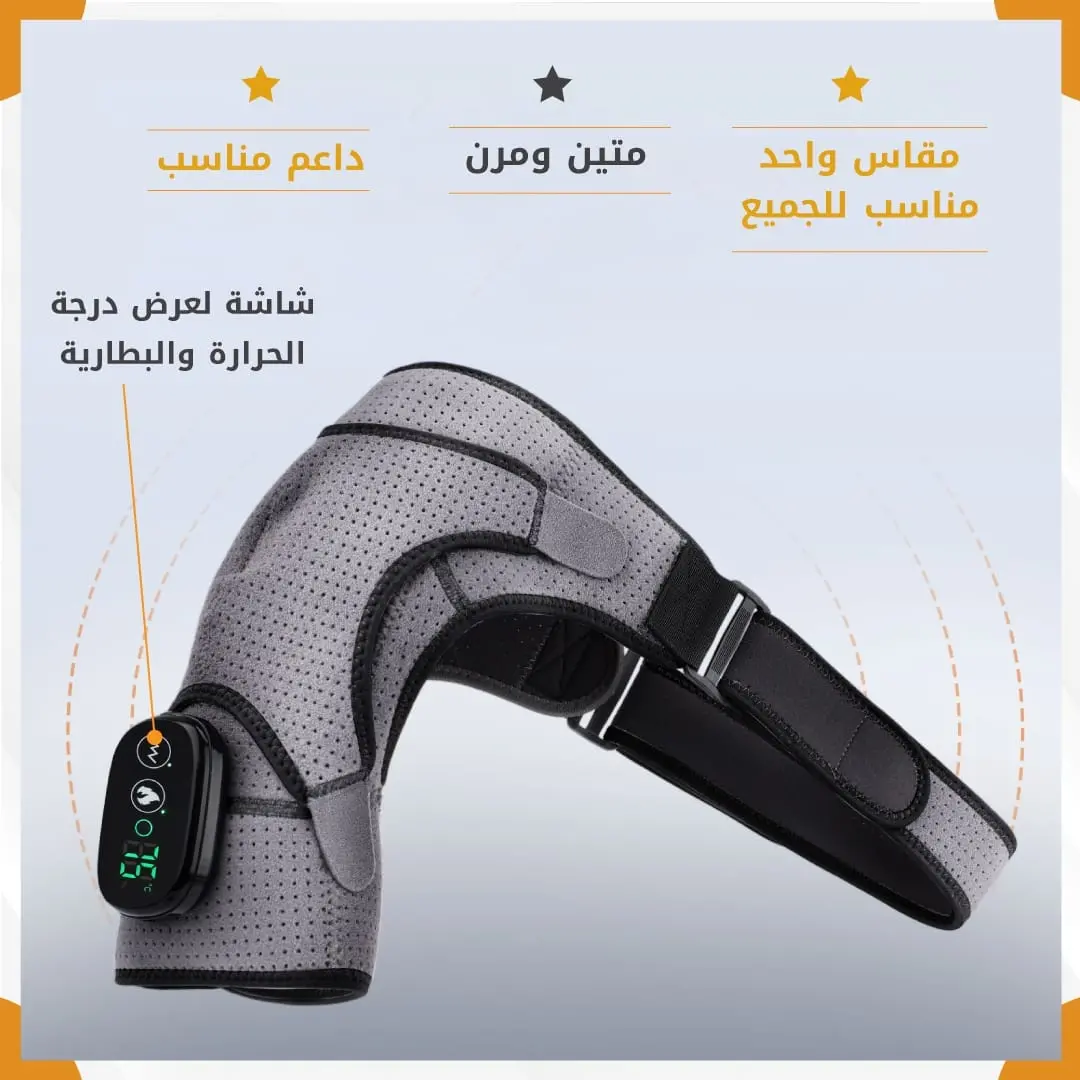 مقاس واحد
مناسب للجميع
متين ومرن
داعم مناسب
شاشة لعرض درجة
الحرارة والبطارية
°C